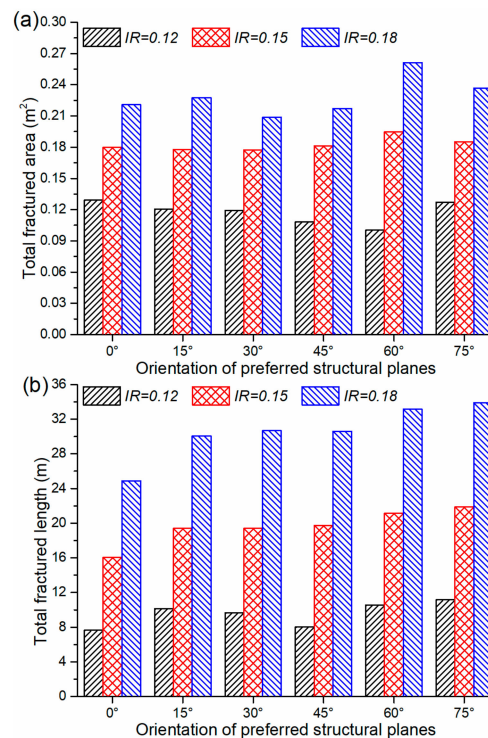 (a)
IR=0.12 IR=0.15 IR=0.18
Total fractured area (m²)
0.30
0.27
0.24
0.21
0.18
0.15
0.12
0.09
0.06
0.03
0.00
0° 15° 30° 45° 60° 75°
Orientation of preferred structural planes
(b)
IR=0.12 IR=0.15 IR=0.18
Total fractured length (m)
36
32
28
24
20
16
12
8
4
0
0° 15° 30° 45° 60° 75°
Orientation of preferred structural planes